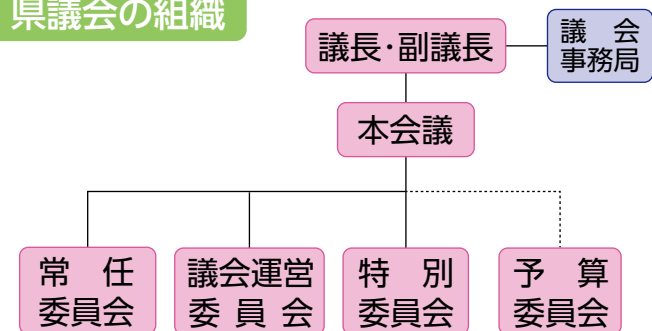 県議会の組織
議長・副議長
議会
事務局
本会議
常任
委員会
議会運営
委員会
特別
委員会
予算
委員会